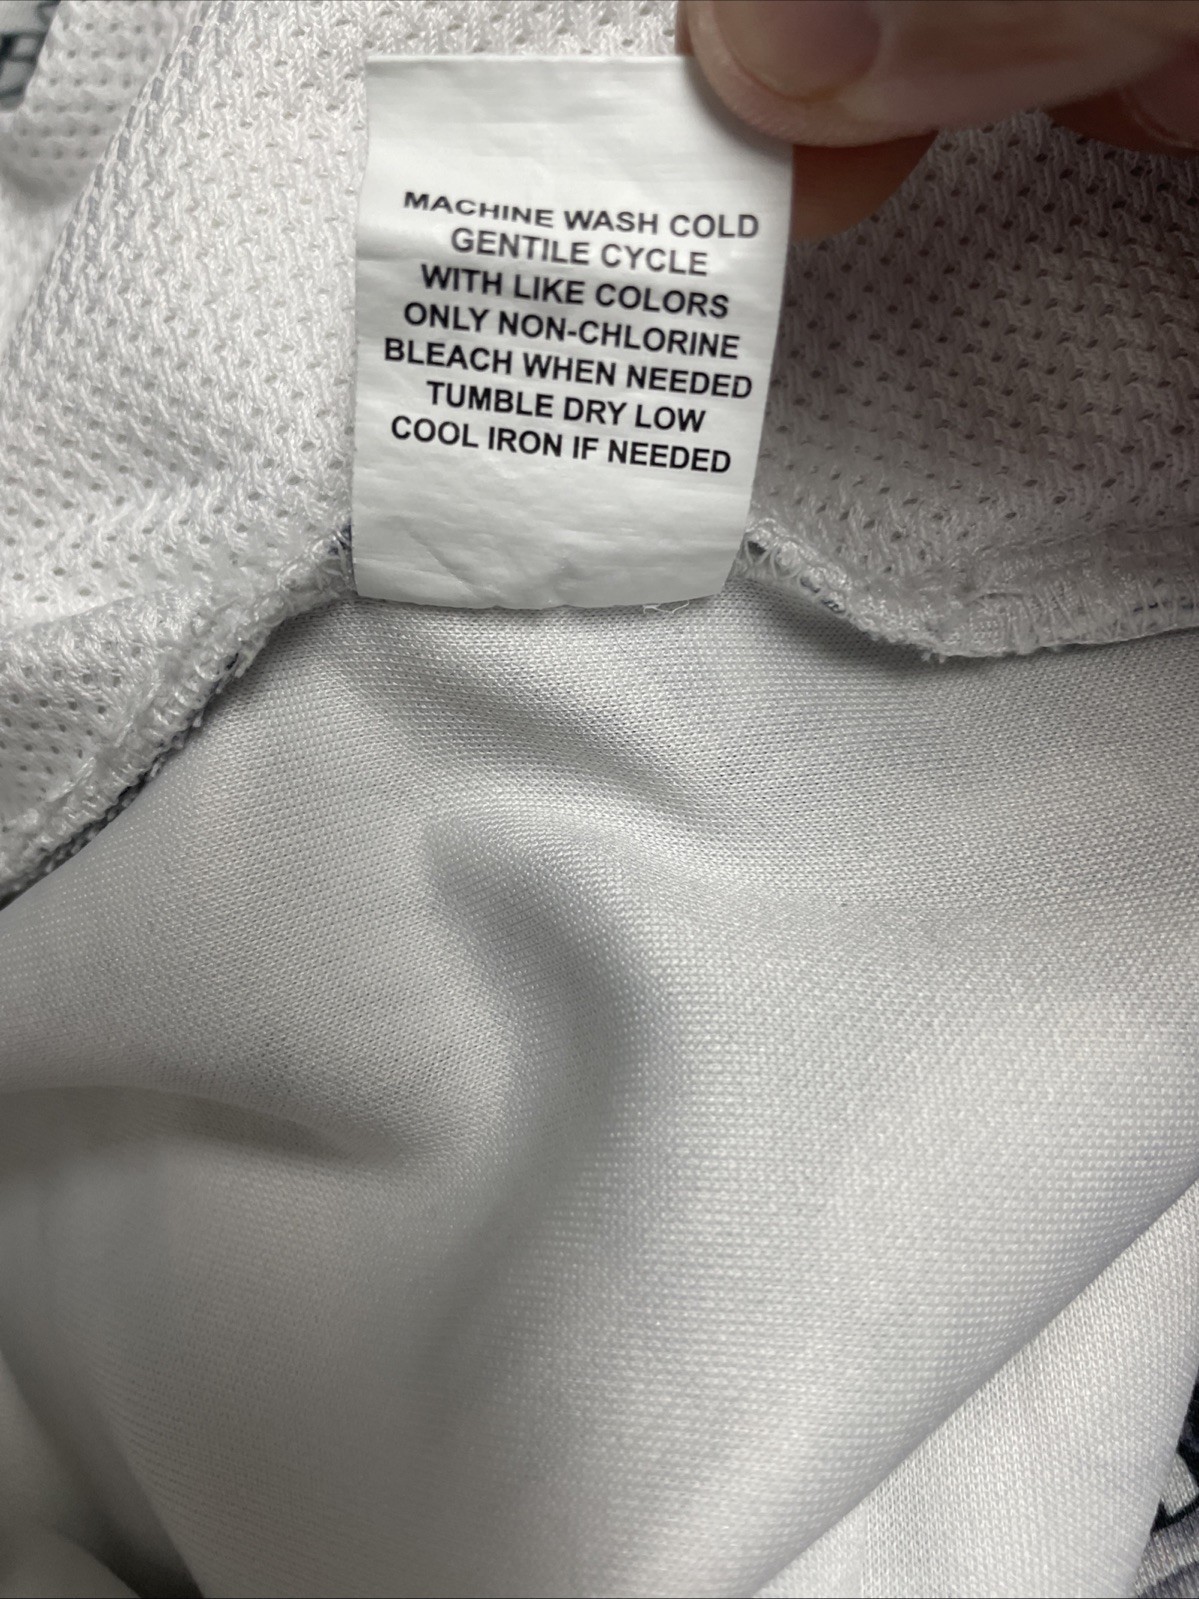 MACHINE WASH COLD
GENTILE CYCLE
WITH LIKE COLORS
ONLY NON-CHLORINE
BLEACH WHEN NEEDED
TUMBLE DRY LOW
COOL IRON IF NEEDED